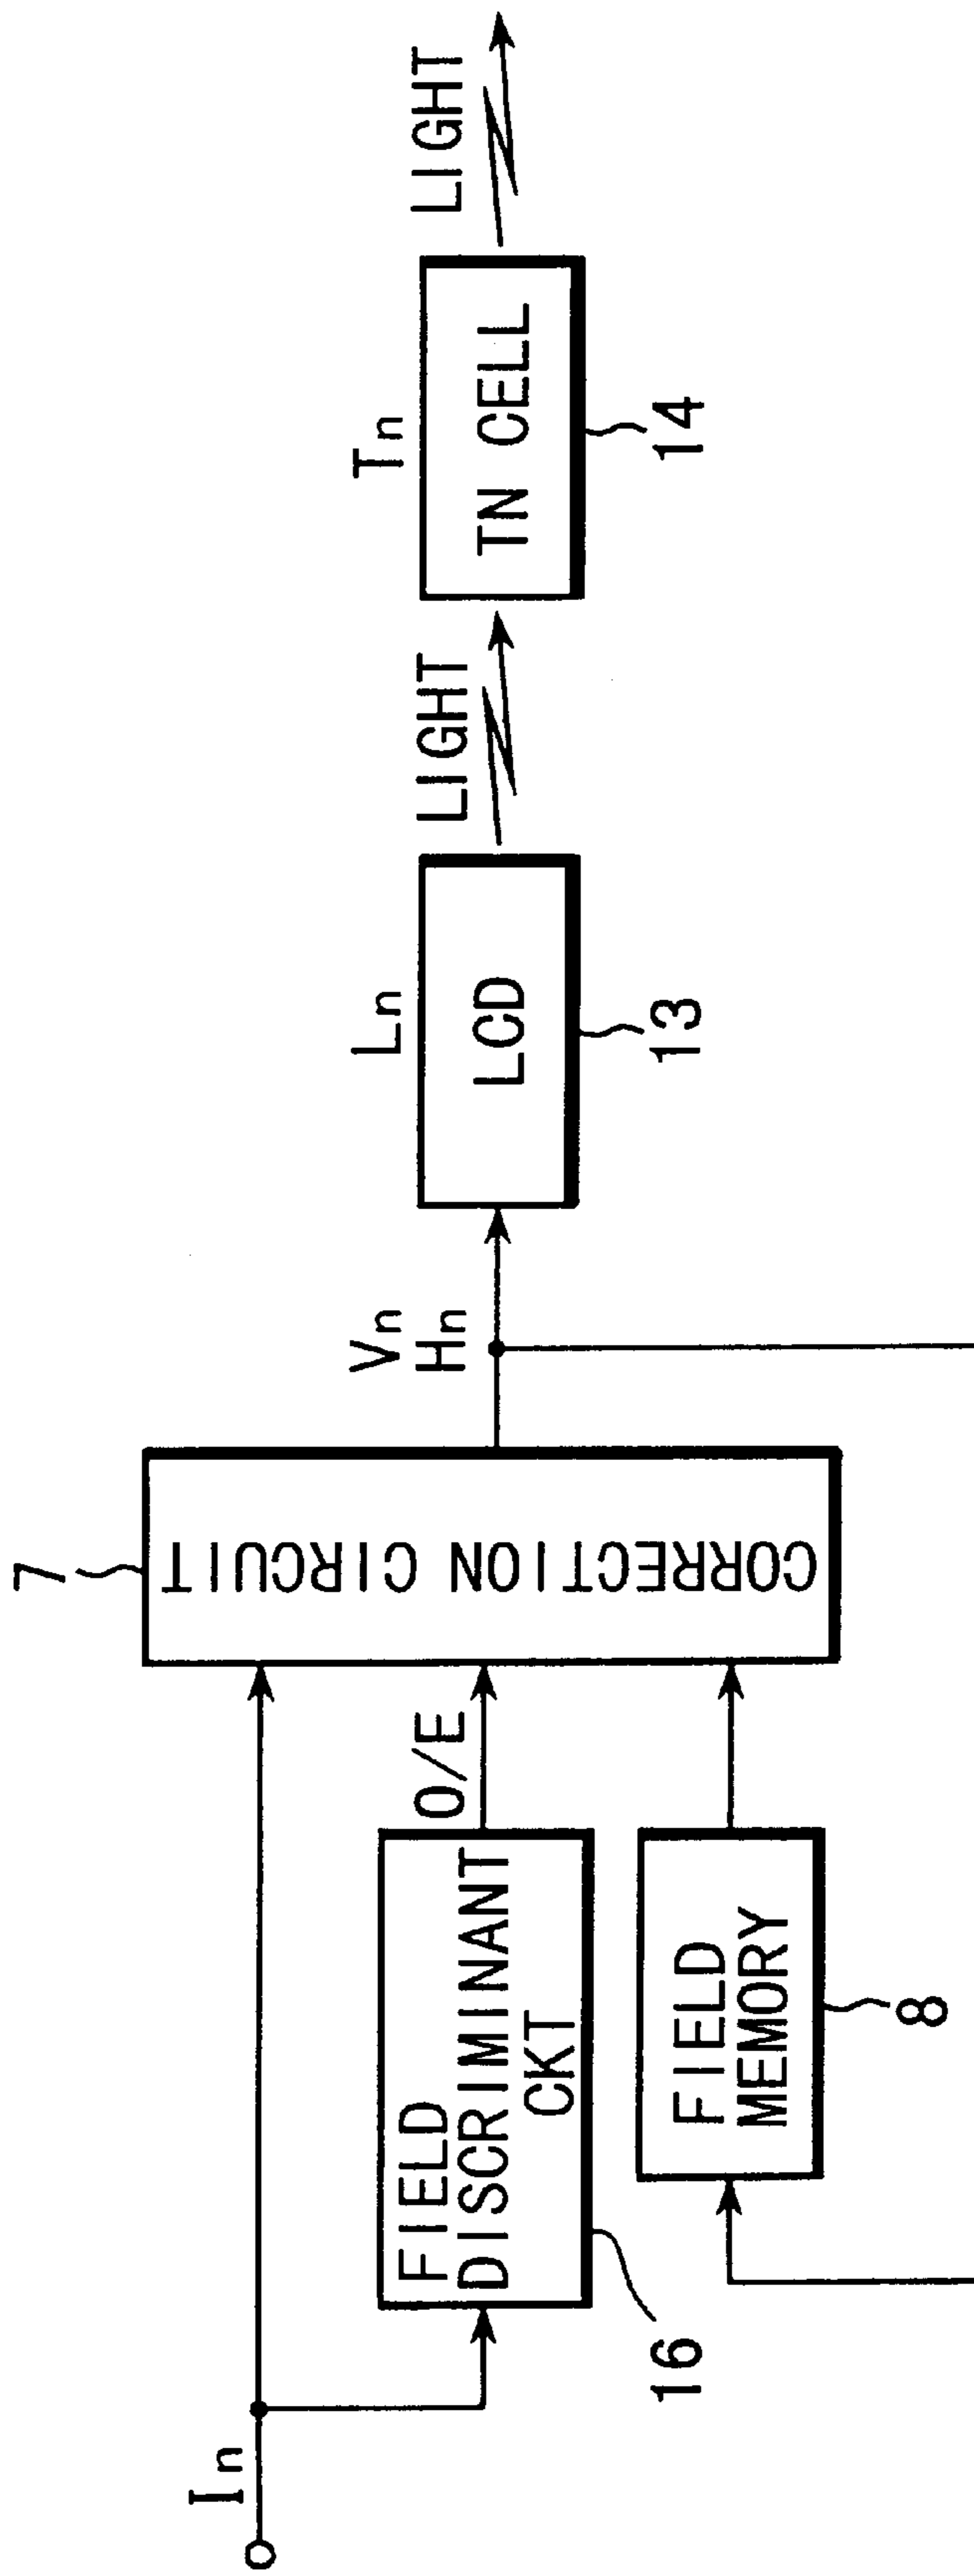 In
FIELD
DISCRIMINANT
CKT
16
O/E
FIELD
MEMORY
8
7
CORRECTION CIRCUIT
Vn
Hn
Ln
LCD
13
LIGHT
Tn
TN CELL
14
LIGHT